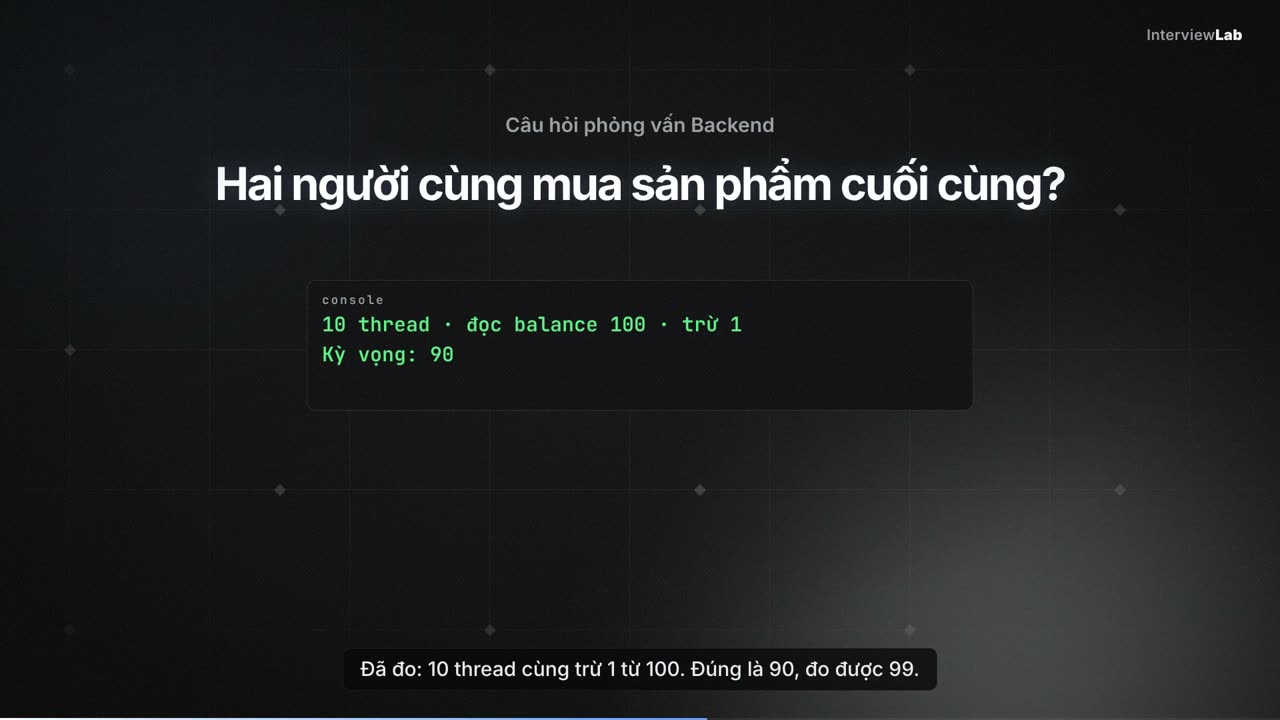 InterviewLab
Câu hỏi phỏng vấn Backend
Hai người cùng mua sản phẩm cuối cùng?
console
10 thread · đọc balance 100 · trừ 1
Kỳ vọng: 90
Đã đo: 10 thread cùng trừ 1 từ 100. Đúng là 90, đo được 99.